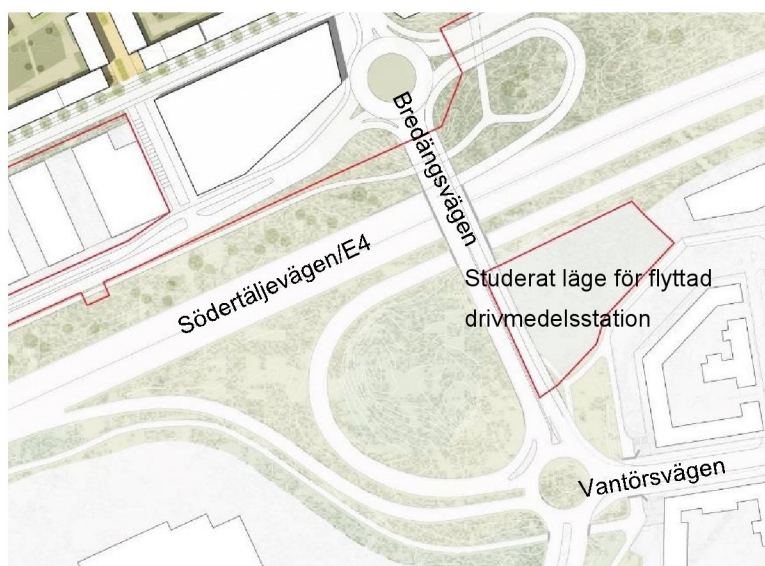 Bredängsvägen
Södertäljevägen/E4
Studerat läge för flyttad
drivmedelsstation
Vantörsvägen